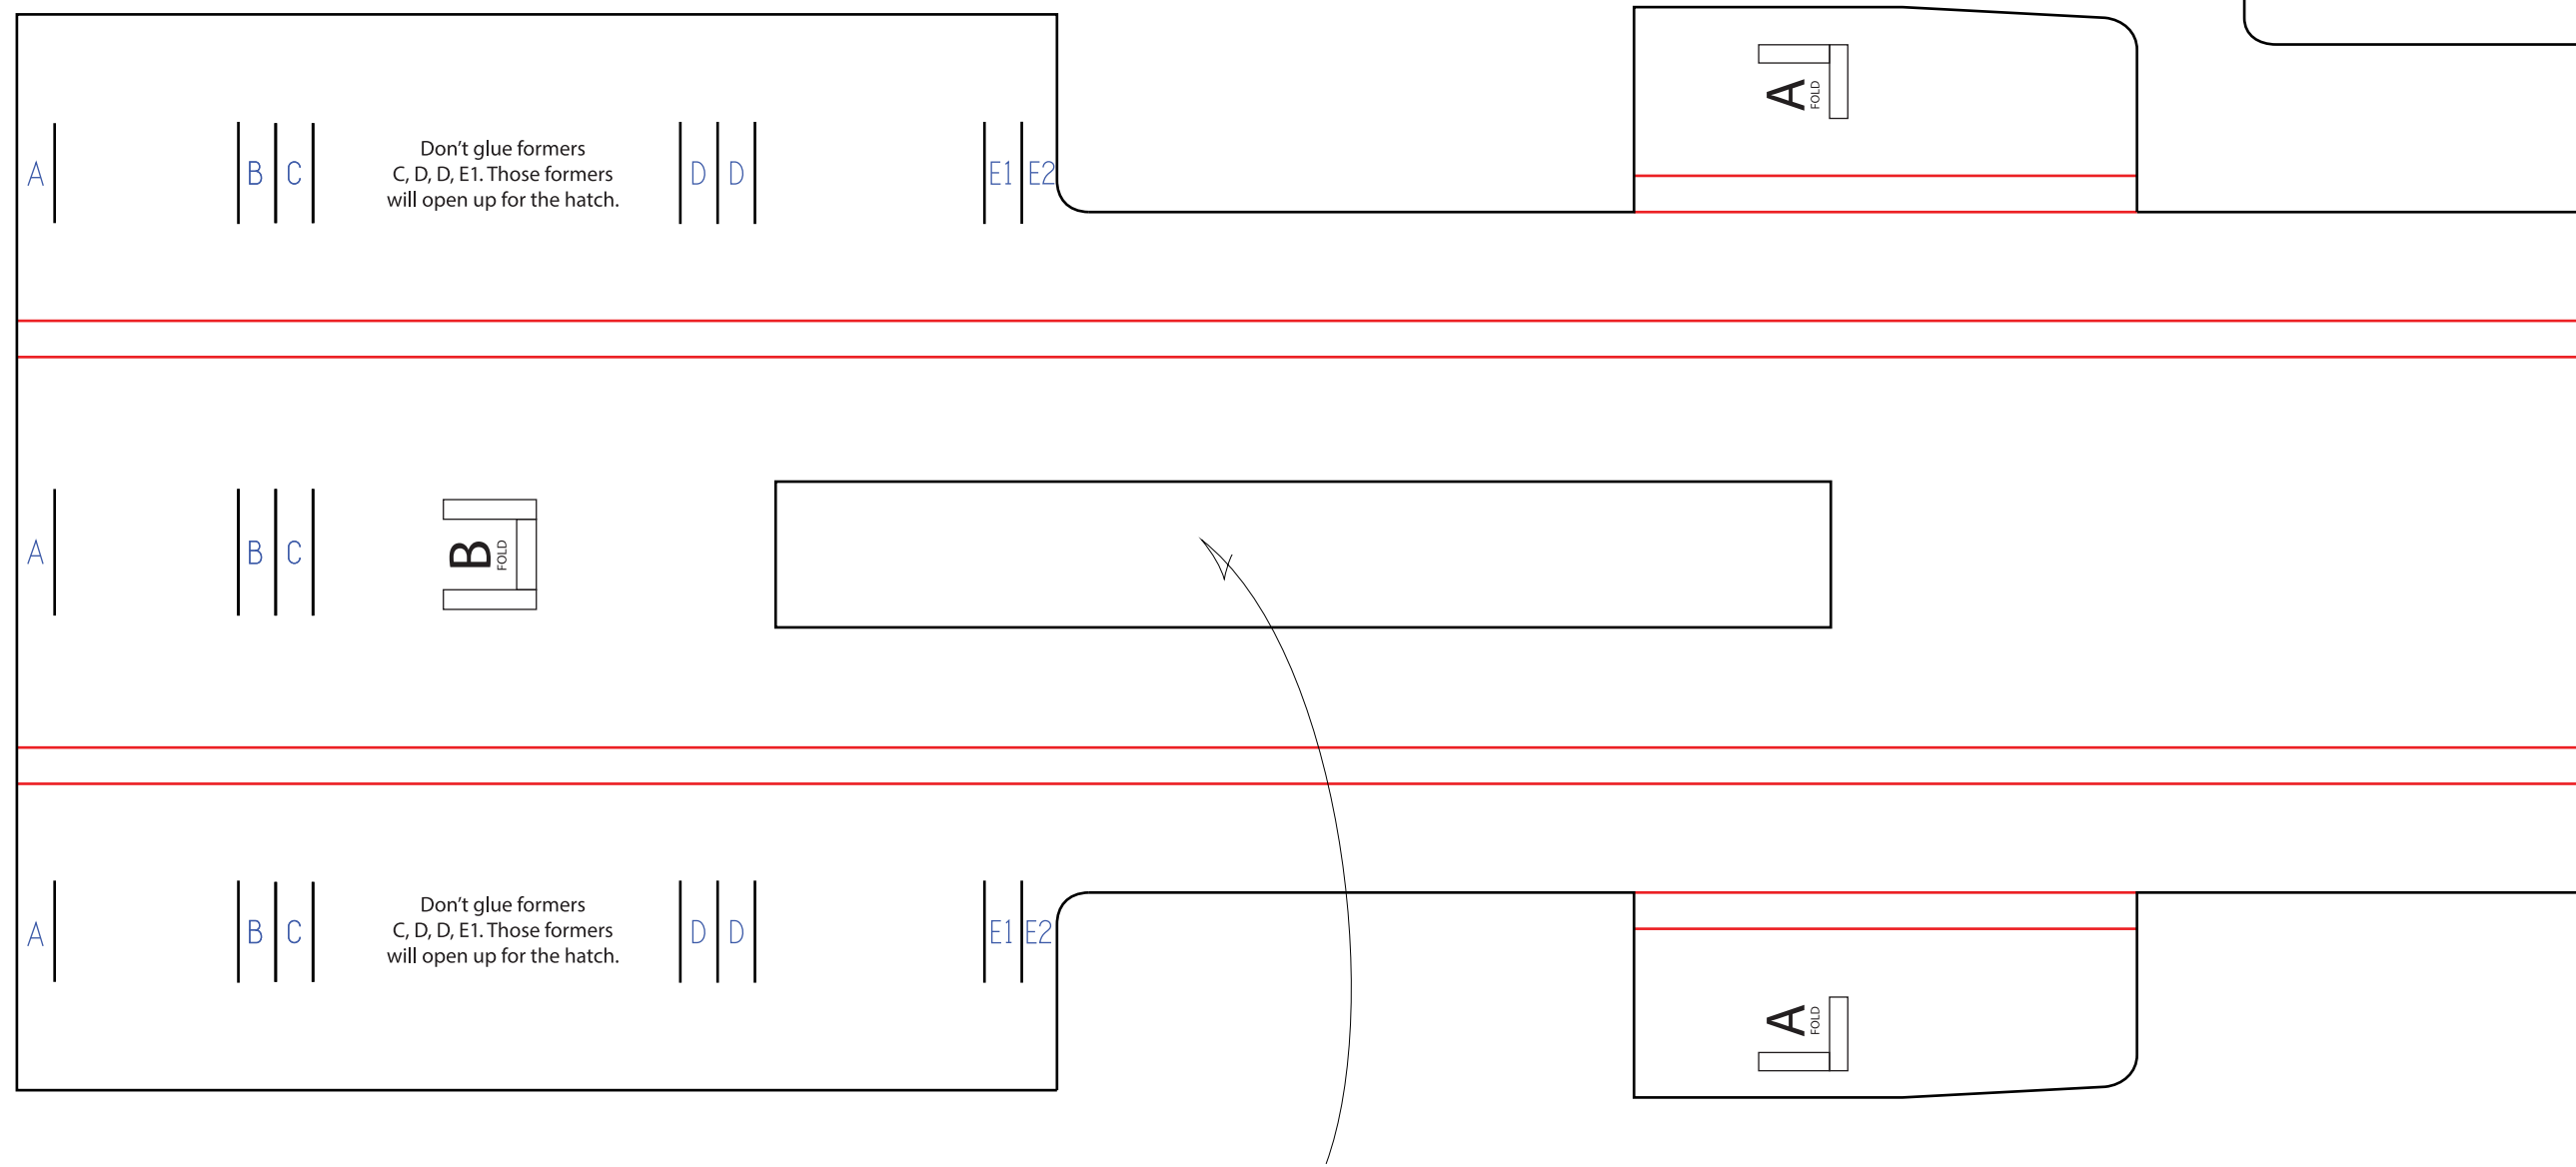 A
FOLD
A
B
C
Don't glue formers
C, D, D, E1. Those formers
will open up for the hatch.
D
D
E1
E2
A
B
C
B
FOLD
A
B
C
Don't glue formers
C, D, D, E1. Those formers
will open up for the hatch.
D
D
E1
E2
A
FOLD